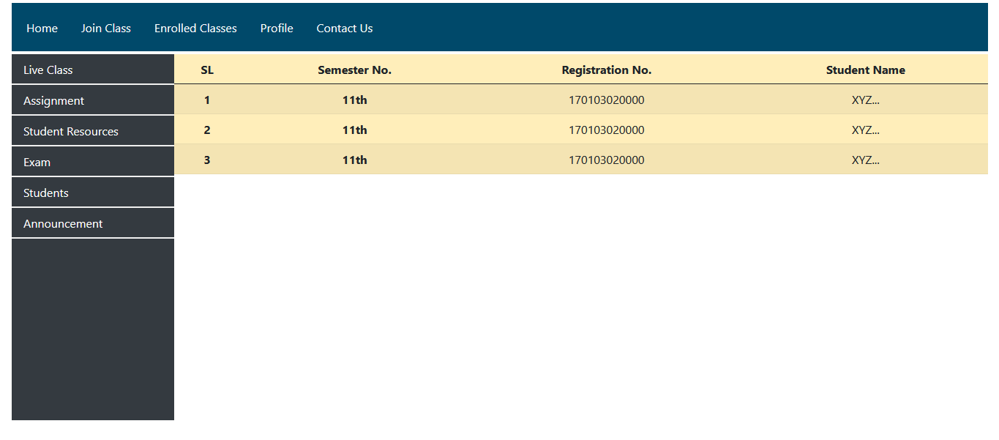 Home Join Class Enrolled Classes Profile Contact Us
Live Class
Assignment
Student Resources
Exam
Students
Announcement
SL Semester No. Registration No. Student Name
1 11th 170103020000 XYZ...
2 11th 170103020000 XYZ...
3 11th 170103020000 XYZ...